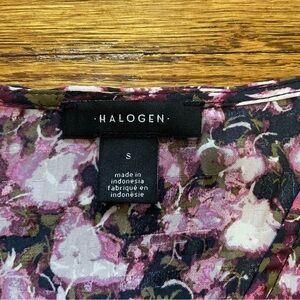 ·HALOGEN·
S
made in
indonesia
fabriqué en
indonésie